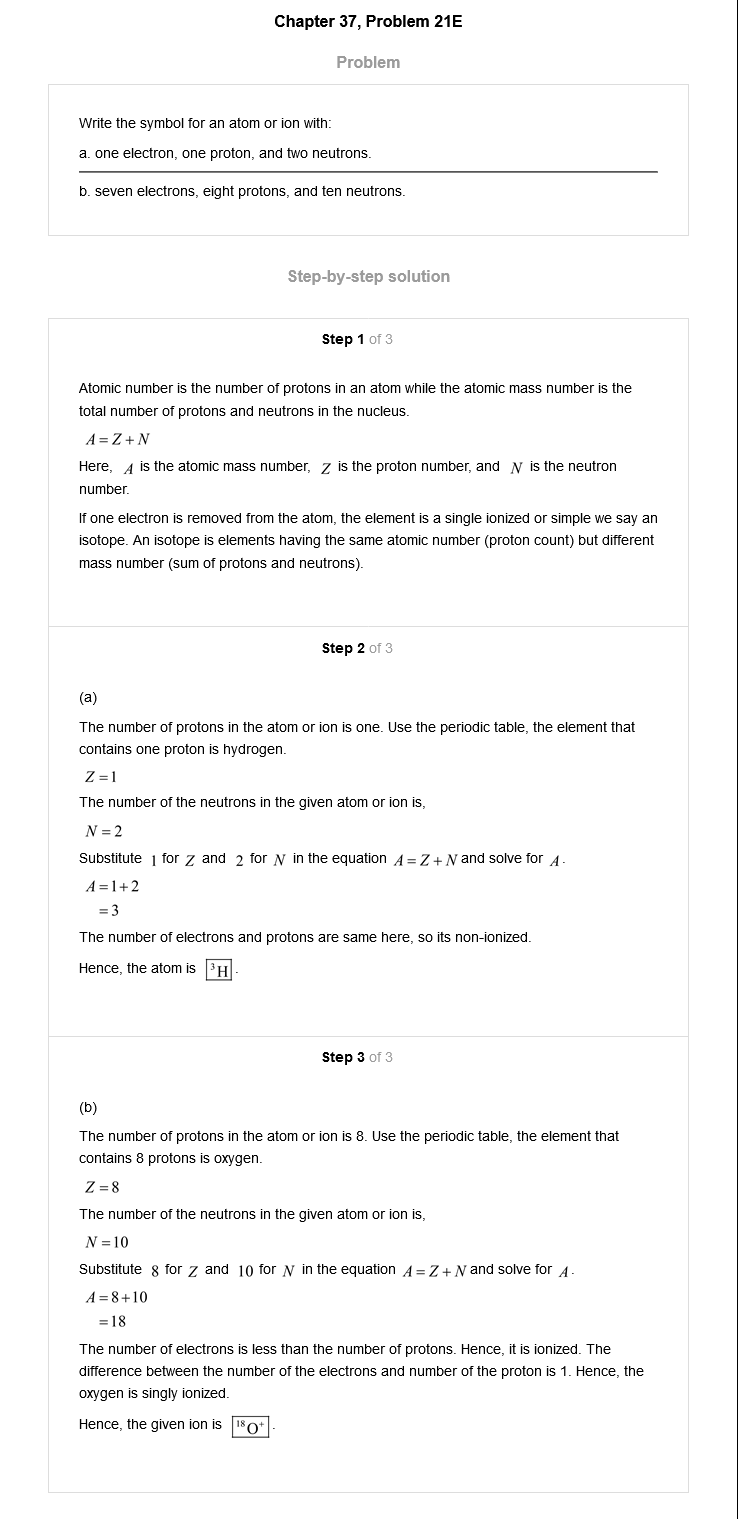 Chapter 37, Problem 21E
Problem
Write the symbol for an atom or ion with:
a. one electron, one proton, and two neutrons.
b. seven electrons, eight protons, and ten neutrons.
Step-by-step solution
Step 1 of 3
Atomic number is the number of protons in an atom while the atomic mass number is the
total number of protons and neutrons in the nucleus.
A = Z + N
Here, A is the atomic mass number, Z is the proton number, and N is the neutron
number.
If one electron is removed from the atom, the element is a single ionized or simple we say an
isotope. An isotope is elements having the same atomic number (proton count) but different
mass number (sum of protons and neutrons).
Step 2 of 3
(a)
The number of protons in the atom or ion is one. Use the periodic table, the element that
contains one proton is hydrogen.
Z = 1
The number of the neutrons in the given atom or ion is,
N = 2
Substitute 1 for Z and 2 for N in the equation A = Z + N and solve for A.
A = 1 + 2
= 3
The number of electrons and protons are same here, so its non-ionized.
Hence, the atom is ³H.
Step 3 of 3
(b)
The number of protons in the atom or ion is 8. Use the periodic table, the element that
contains 8 protons is oxygen.
Z = 8
The number of the neutrons in the given atom or ion is,
N = 10
Substitute 8 for Z and 10 for N in the equation A = Z + N and solve for A.
A = 8 + 10
= 18
The number of electrons is less than the number of protons. Hence, it is ionized. The
difference between the number of the electrons and number of the proton is 1. Hence, the
oxygen is singly ionized.
Hence, the given ion is ¹⁸O⁺.